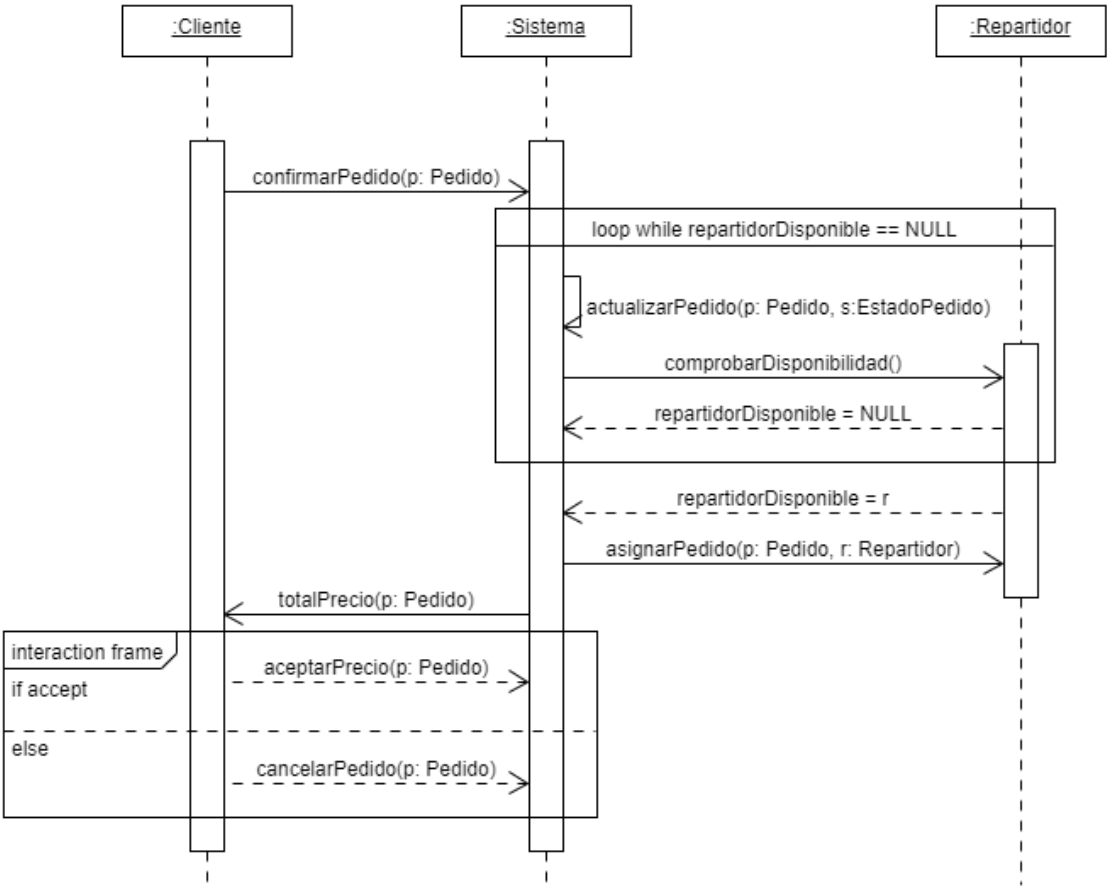 :Cliente
:Sistema
:Repartidor
confirmarPedido(p: Pedido)
loop while repartidorDisponible == NULL
actualizarPedido(p: Pedido, s:EstadoPedido)
comprobarDisponibilidad()
repartidorDisponible = NULL
repartidorDisponible = r
asignarPedido(p: Pedido, r: Repartidor)
totalPrecio(p: Pedido)
interaction frame
aceptarPrecio(p: Pedido)
if accept
else
cancelarPedido(p: Pedido)